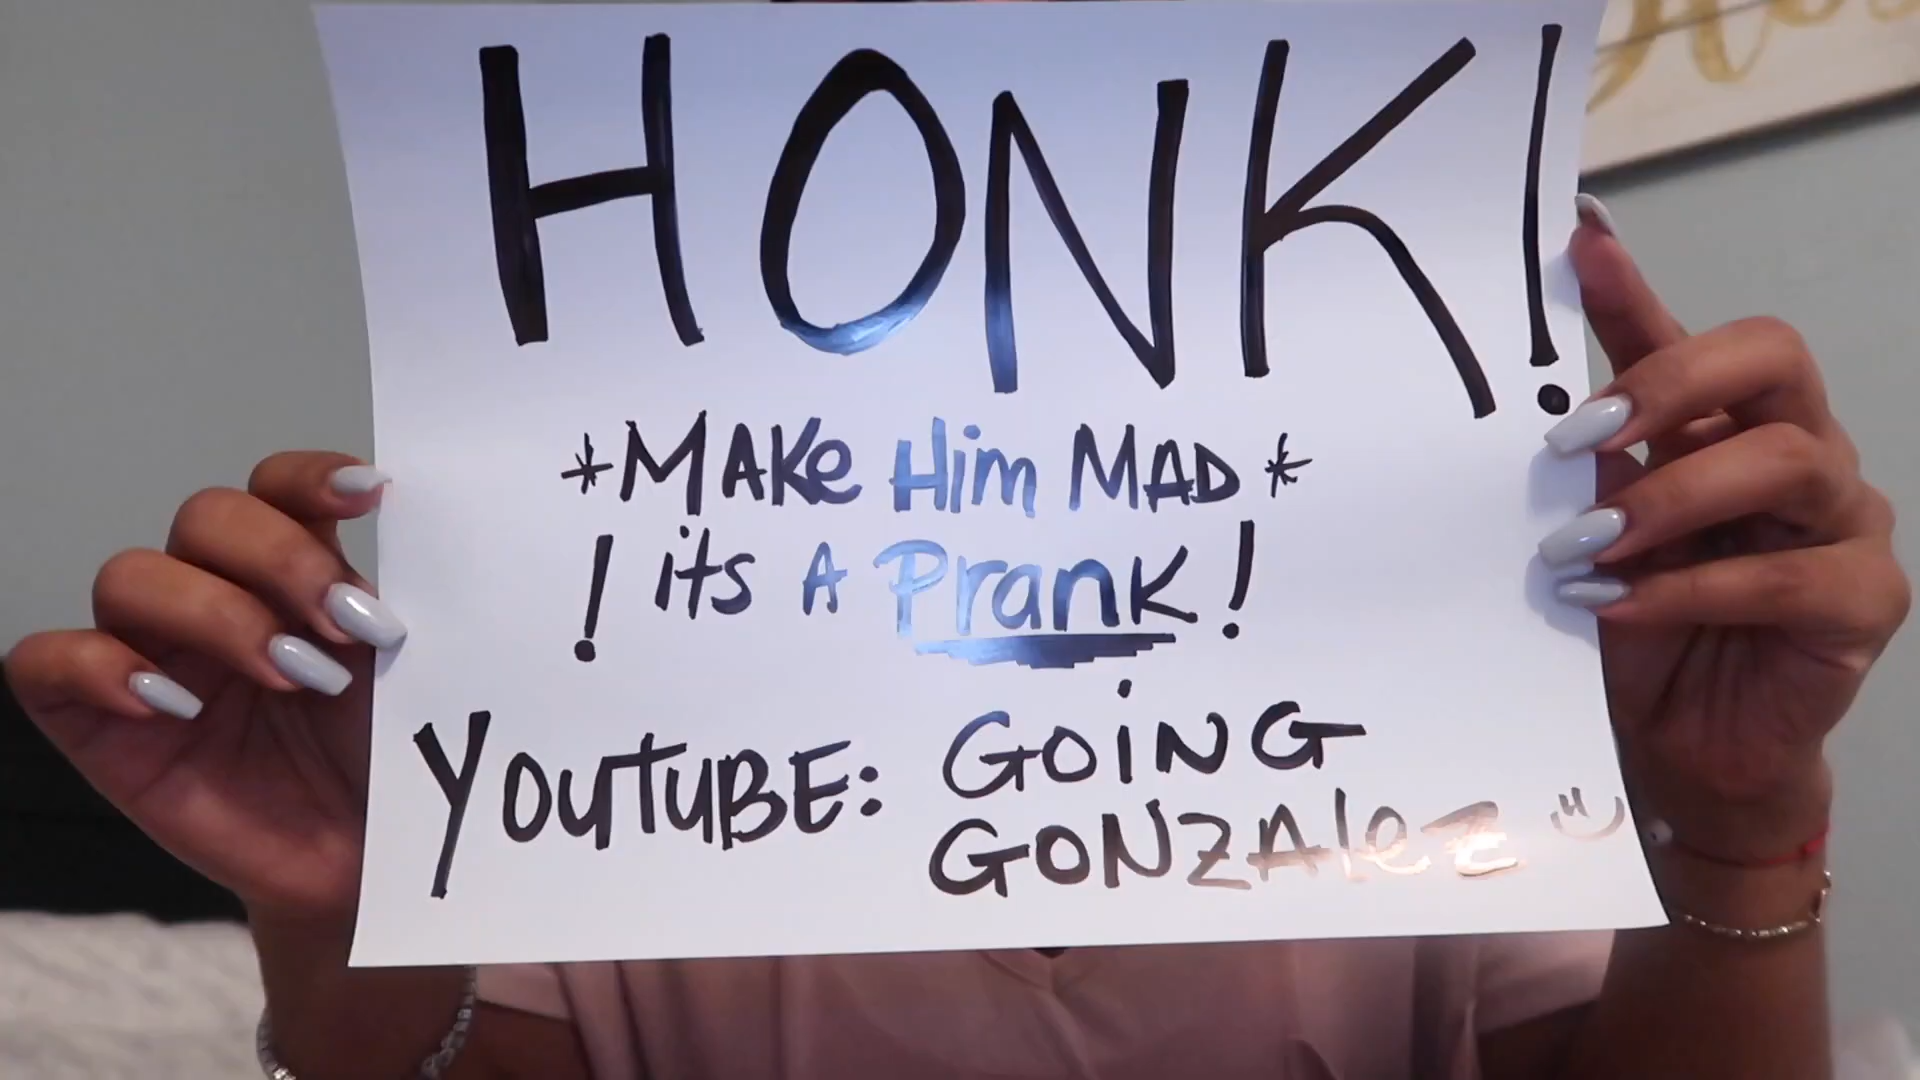 HONK!
*MAKe Him MAD*
! its A Prank!
YOUTUBE: GOiNG
GONZAlez